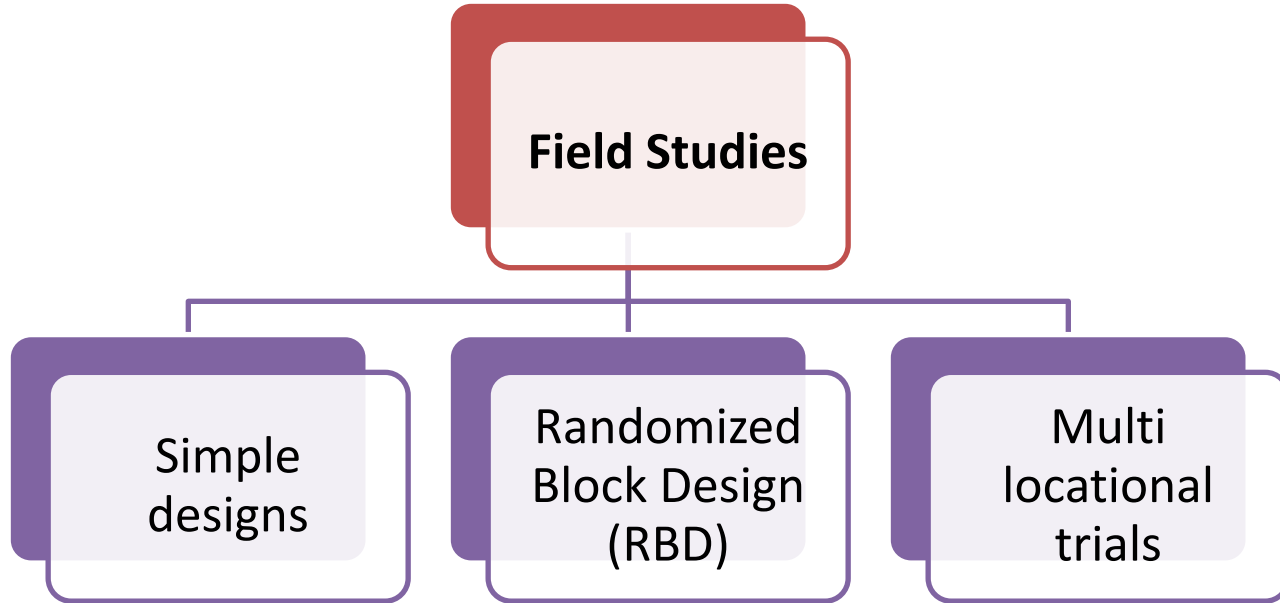 Field Studies
Simple
designs
Randomized
Block Design
(RBD)
Multi
locational
trials